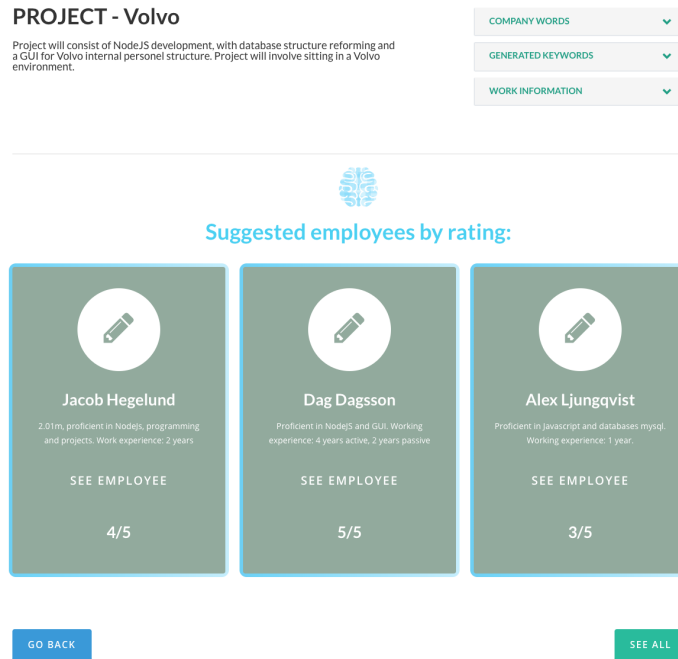 PROJECT - Volvo
Project will consist of NodeJS development, with database structure reforming and
a GUI for Volvo internal personel structure. Project will involve sitting in a Volvo
environment.
COMPANY WORDS
GENERATED KEYWORDS
WORK INFORMATION
Suggested employees by rating:
Jacob Hegelund
2.01m, proficient in NodeJs, programming
and projects. Work experience: 2 years
SEE EMPLOYEE
4/5
Dag Dagsson
Proficient in NodeJS and GUI. Working
experience: 4 years active, 2 years passive
SEE EMPLOYEE
5/5
Alex Ljungqvist
Proficient in Javascript and databases mysql.
Working experience: 1 year.
SEE EMPLOYEE
3/5
GO BACK
SEE ALL